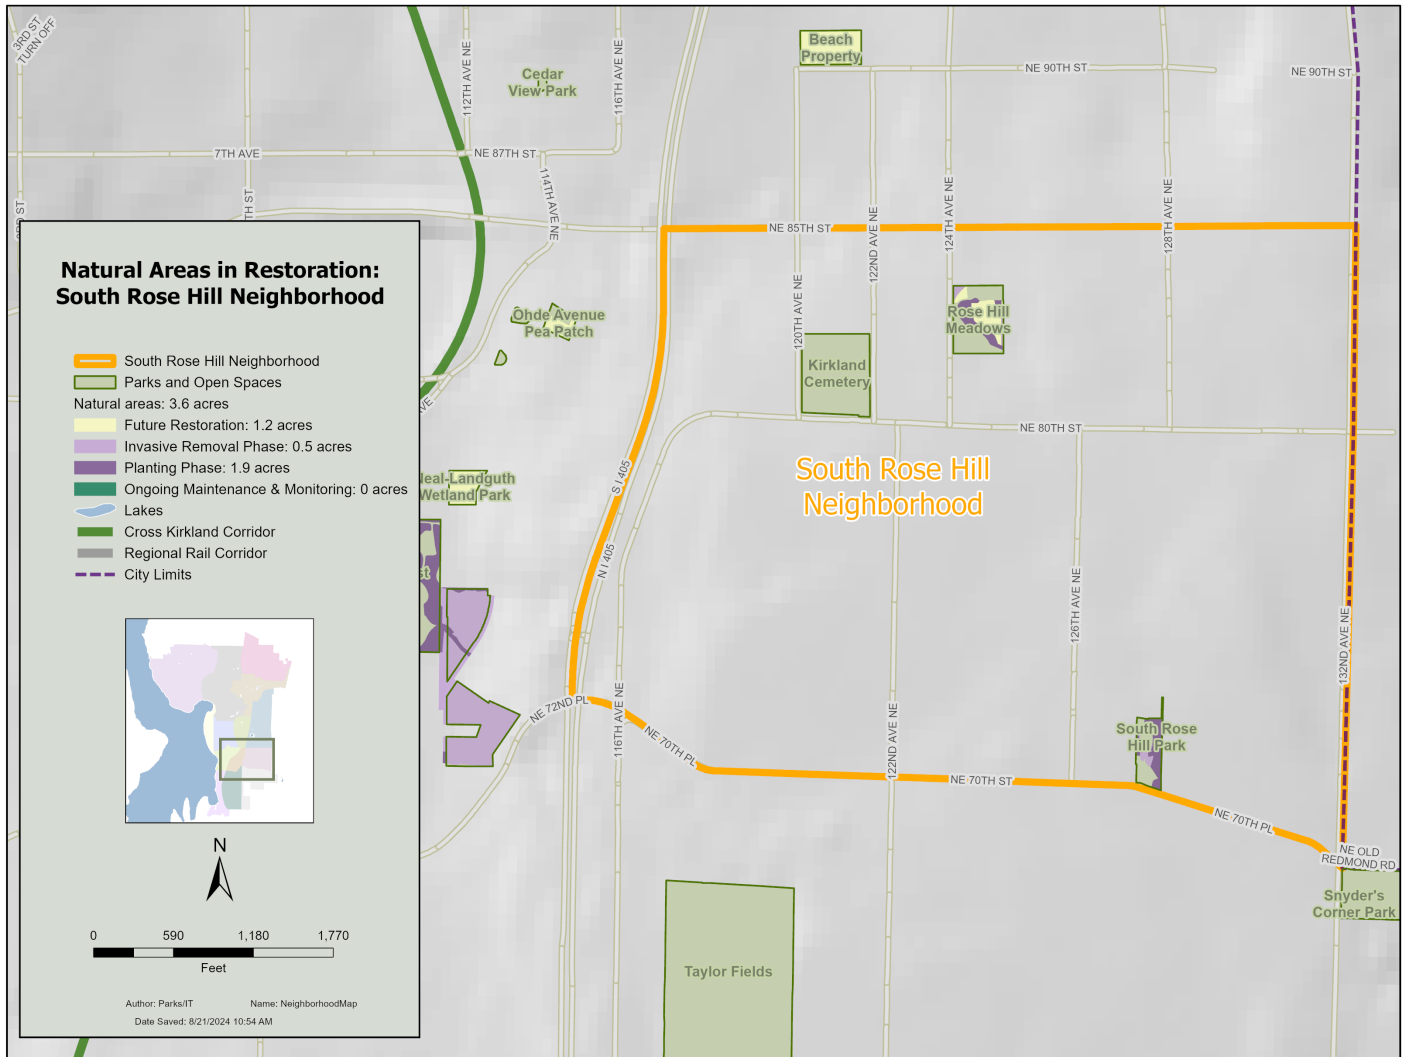 3RD ST
TURN OFF
112TH AVE NE
116TH AVE NE
Cedar
View Park
Beach
Property
NE 90TH ST
NE 90TH ST
7TH AVE
NE 87TH ST
114TH AVE NE
TH ST
3RD ST
NE 85TH ST
120TH AVE NE
122ND AVE NE
124TH AVE NE
128TH AVE NE
Natural Areas in Restoration:
South Rose Hill Neighborhood
South Rose Hill Neighborhood
Parks and Open Spaces
Natural areas: 3.6 acres
Future Restoration: 1.2 acres
Invasive Removal Phase: 0.5 acres
Planting Phase: 1.9 acres
Ongoing Maintenance & Monitoring: 0 acres
Lakes
Cross Kirkland Corridor
Regional Rail Corridor
City Limits
N
0 590 1,180 1,770
Feet
Author: Parks/IT Name: NeighborhoodMap
Date Saved: 8/21/2024 10:54 AM
Ohde Avenue
Pea Patch
Rose Hill
Meadows
Kirkland
Cemetery
AVE
NE 80TH ST
S I 405
N I 405
Neal-Landguth
Wetland Park
st
South Rose Hill
Neighborhood
126TH AVE NE
132ND AVE NE
NE 72ND PL
116TH AVE NE
NE 70TH PL
122ND AVE NE
NE 70TH ST
South Rose
Hill Park
NE 70TH PL
NE OLD
REDMOND RD
Snyder's
Corner Park
Taylor Fields